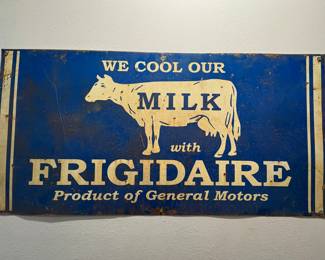 WE COOL OUR
MILK
with
FRIGIDAIRE
Product of General Motors